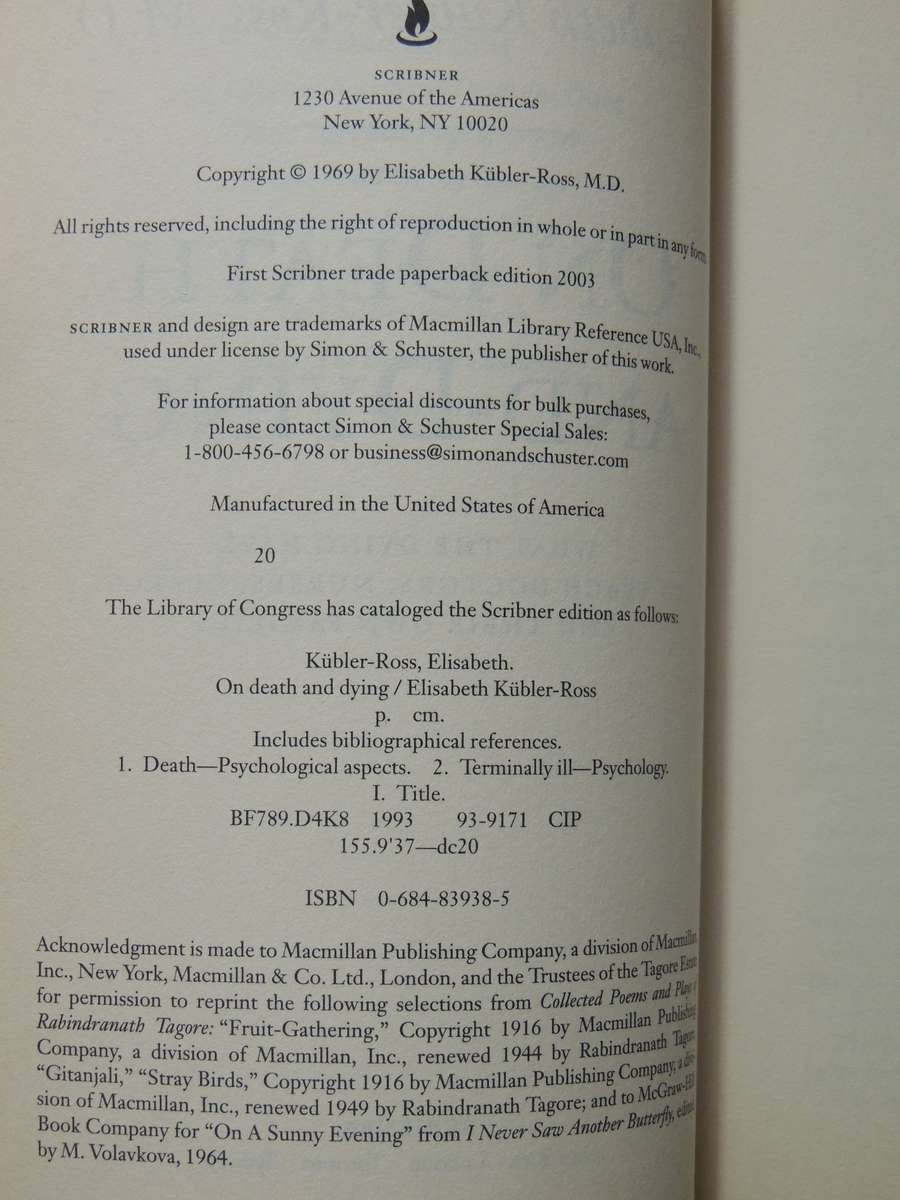 SCRIBNER
1230 Avenue of the Americas
New York, NY 10020
Copyright © 1969 by Elisabeth Kübler-Ross, M.D.
All rights reserved, including the right of reproduction in whole or in part in any form.
First Scribner trade paperback edition 2003
SCRIBNER and design are trademarks of Macmillan Library Reference USA, Inc.,
used under license by Simon & Schuster, the publisher of this work.
For information about special discounts for bulk purchases,
please contact Simon & Schuster Special Sales:
1-800-456-6798 or business@simonandschuster.com
Manufactured in the United States of America
20
The Library of Congress has cataloged the Scribner edition as follows:
Kübler-Ross, Elisabeth.
On death and dying / Elisabeth Kübler-Ross
p. cm.
Includes bibliographical references.
1. Death—Psychological aspects. 2. Terminally ill—Psychology.
I. Title.
BF789.D4K8 1993 93-9171 CIP
155.9'37—dc20
ISBN 0-684-83938-5
Acknowledgment is made to Macmillan Publishing Company, a division of Macmillan
Inc., New York, Macmillan & Co. Ltd., London, and the Trustees of the Tagore Estate
for permission to reprint the following selections from Collected Poems and Plays of
Rabindranath Tagore: “Fruit-Gathering,” Copyright 1916 by Macmillan Publishing
Company, a division of Macmillan, Inc., renewed 1944 by Rabindranath Tagore;
“Gitanjali,” “Stray Birds,” Copyright 1916 by Macmillan Publishing Company, a divi-
sion of Macmillan, Inc., renewed 1949 by Rabindranath Tagore; and to McGraw-Hill
Book Company for “On A Sunny Evening” from I Never Saw Another Butterfly, edited
by M. Volavkova, 1964.